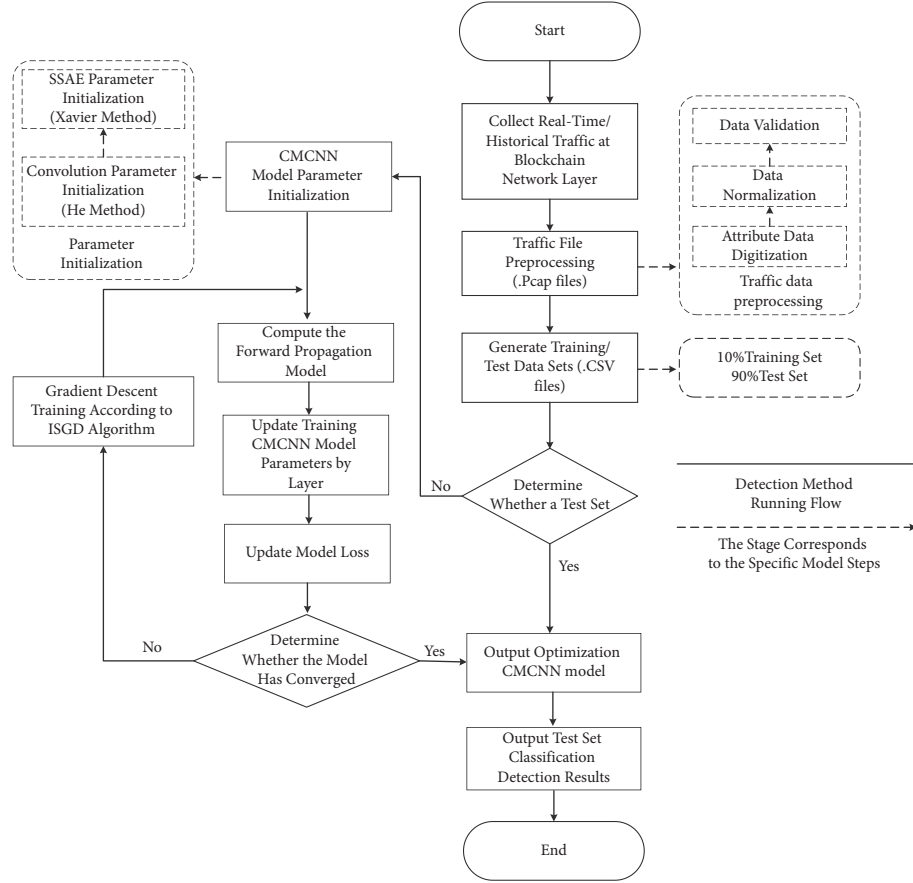 Start
Collect Real-Time/
Historical Traffic at
Blockchain
Network Layer
Traffic File
Preprocessing
(.Pcap files)
Data Validation
Data
Normalization
Attribute Data
Digitization
Traffic data
preprocessing
Generate Training/
Test Data Sets (.CSV
files)
10%Training Set
90%Test Set
Determine
Whether a Test Set
No
Yes
SSAE Parameter
Initialization
(Xavier Method)
Convolution Parameter
Initialization
(He Method)
Parameter
Initialization
CMCNN
Model Parameter
Initialization
Compute the
Forward Propagation
Model
Gradient Descent
Training According to
ISGD Algorithm
Update Training
CMCNN Model
Parameters by
Layer
Update Model Loss
Determine
Whether the Model
Has Converged
No
Yes
Output Optimization
CMCNN model
Output Test Set
Classification
Detection Results
End
Detection Method
Running Flow
The Stage Corresponds
to the Specific Model Steps